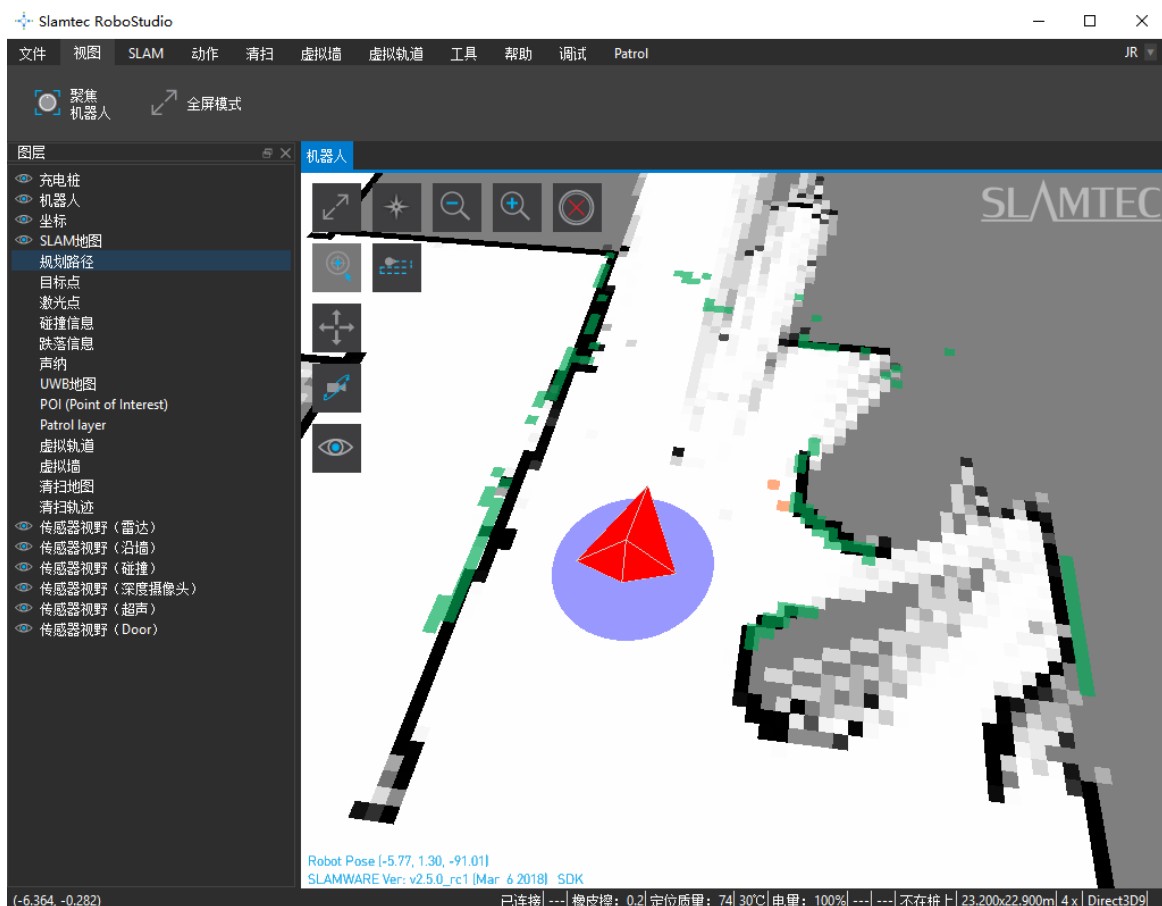 Slamtec RoboStudio
文件 视图 SLAM 动作 清扫 虚拟墙 虚拟轨道 工具 帮助 调试 Patrol JR
聚焦
机器人
全屏模式
图层
机器人
充电桩
机器人
坐标
SLAM地图
规划路径
目标点
激光点
碰撞信息
跌落信息
声纳
UWB地图
POI (Point of Interest)
Patrol layer
虚拟轨道
虚拟墙
清扫地图
清扫轨迹
传感器视野（雷达）
传感器视野（沿墙）
传感器视野（碰撞）
传感器视野（深度摄像头）
传感器视野（超声）
传感器视野（Door）
SLAMTEC
Robot Pose (-5.77, 1.30, -91.01)
SLAMWARE Ver: v2.5.0_rc1 (Mar 6 2018) SDK
(-6.364, -0.282)
已连接| ---| 橡皮擦: 0.2| 定位质量: 74| 30℃| 电量: 100%| ---| ---| 不在桩上| 23.200x22.900m| 4 x| Direct3D9|